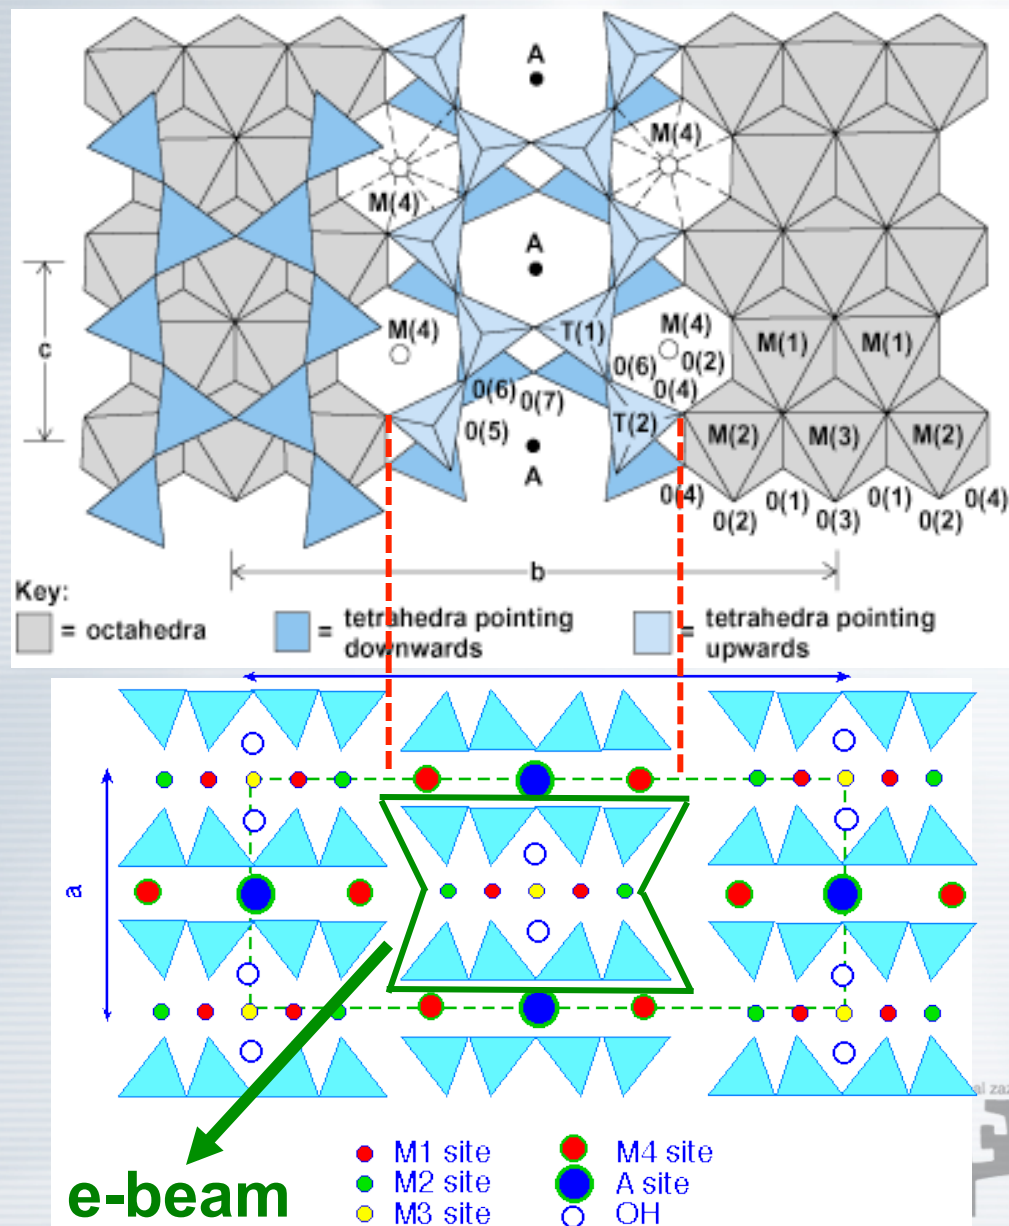 A
M(4)
M(4)
A
c
M(4)
T(1)
M(4)
0(2)
M(1)
M(1)
0(6)
0(4)
0(6)
0(7)
0(5)
T(2)
M(2)
M(3)
M(2)
A
0(4)
0(2)
0(1)
0(3)
0(1)
0(2)
0(4)
b
Key:
= octahedra
= tetrahedra pointing
downwards
= tetrahedra pointing
upwards
a
al zaz
e-beam
M1 site
M2 site
M3 site
M4 site
A site
OH